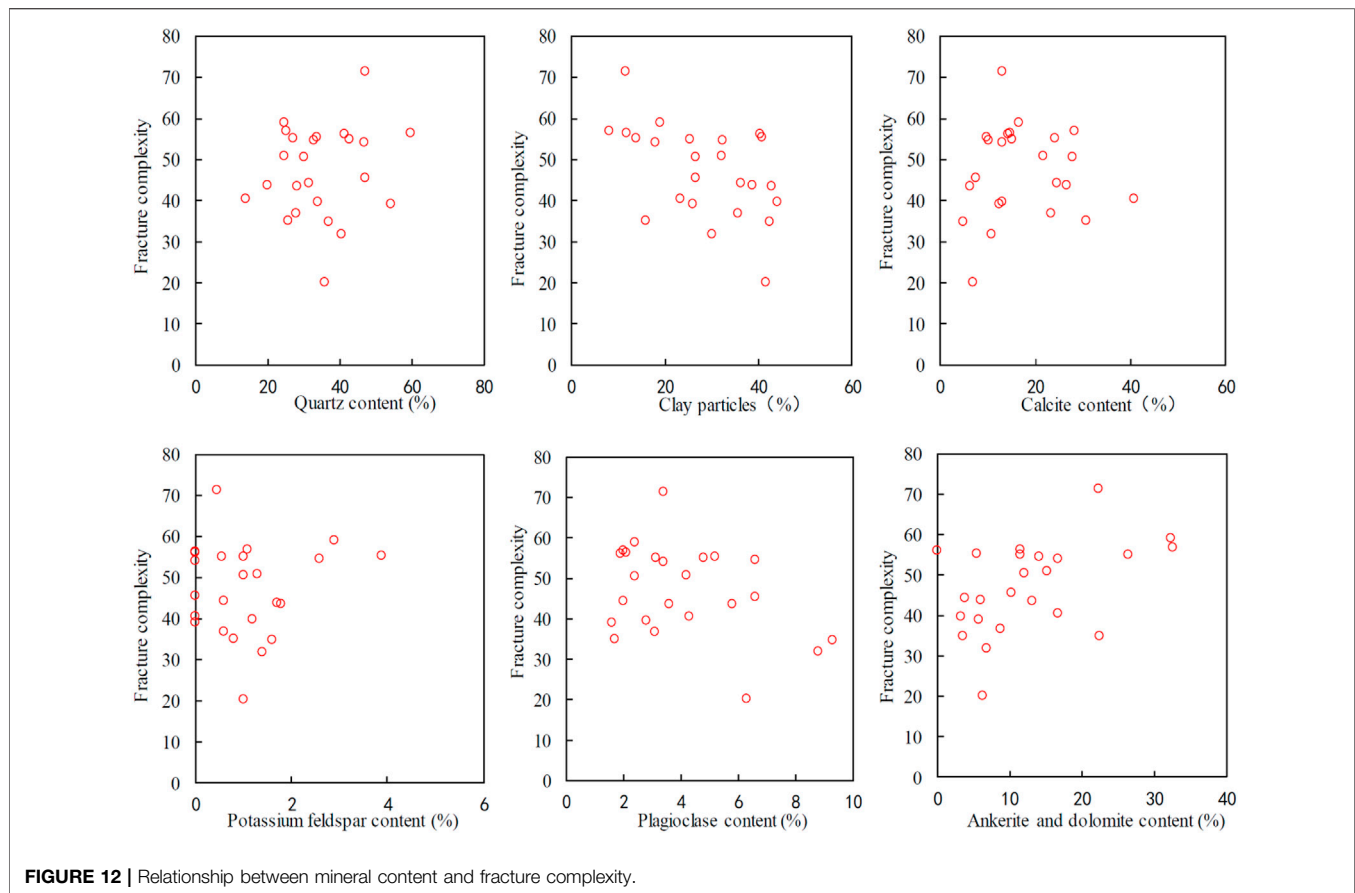 80
70
60
50
40
30
20
10
0
Fracture complexity
0 20 40 60 80
Quartz content (%)
80
70
60
50
40
30
20
10
0
Fracture complexity
0 20 40 60
Clay particles（%）
80
70
60
50
40
30
20
10
0
Fracture complexity
0 20 40 60
Calcite content（%）
80
70
60
50
40
30
20
10
0
Fracture complexity
0 2 4 6
Potassium feldspar content (%)
80
70
60
50
40
30
20
10
0
Fracture complexity
0 2 4 6 8 10
Plagioclase content (%)
80
70
60
50
40
30
20
10
0
Fracture complexity
0 10 20 30 40
Ankerite and dolomite content (%)
FIGURE 12 | Relationship between mineral content and fracture complexity.